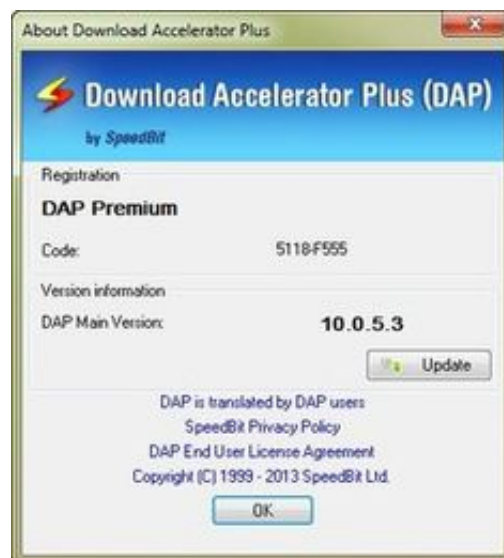 About Download Accelerator Plus
Download Accelerator Plus (DAP)
by SpeedBit
Registration
DAP Premium
Code: 5118-F555
Version information
DAP Main Version: 10.0.5.3
Update
DAP is translated by DAP users
SpeedBit Privacy Policy
DAP End User License Agreement
Copyright (C) 1999 - 2013 SpeedBit Ltd.
OK